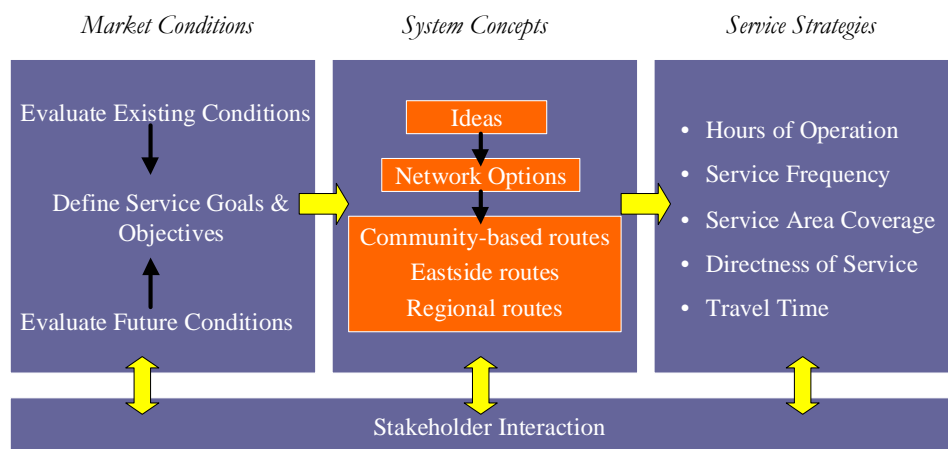 Market Conditions
System Concepts
Service Strategies
Evaluate Existing Conditions
Define Service Goals &
Objectives
Evaluate Future Conditions
Ideas
Network Options
Community-based routes
Eastside routes
Regional routes
• Hours of Operation
• Service Frequency
• Service Area Coverage
• Directness of Service
• Travel Time
Stakeholder Interaction